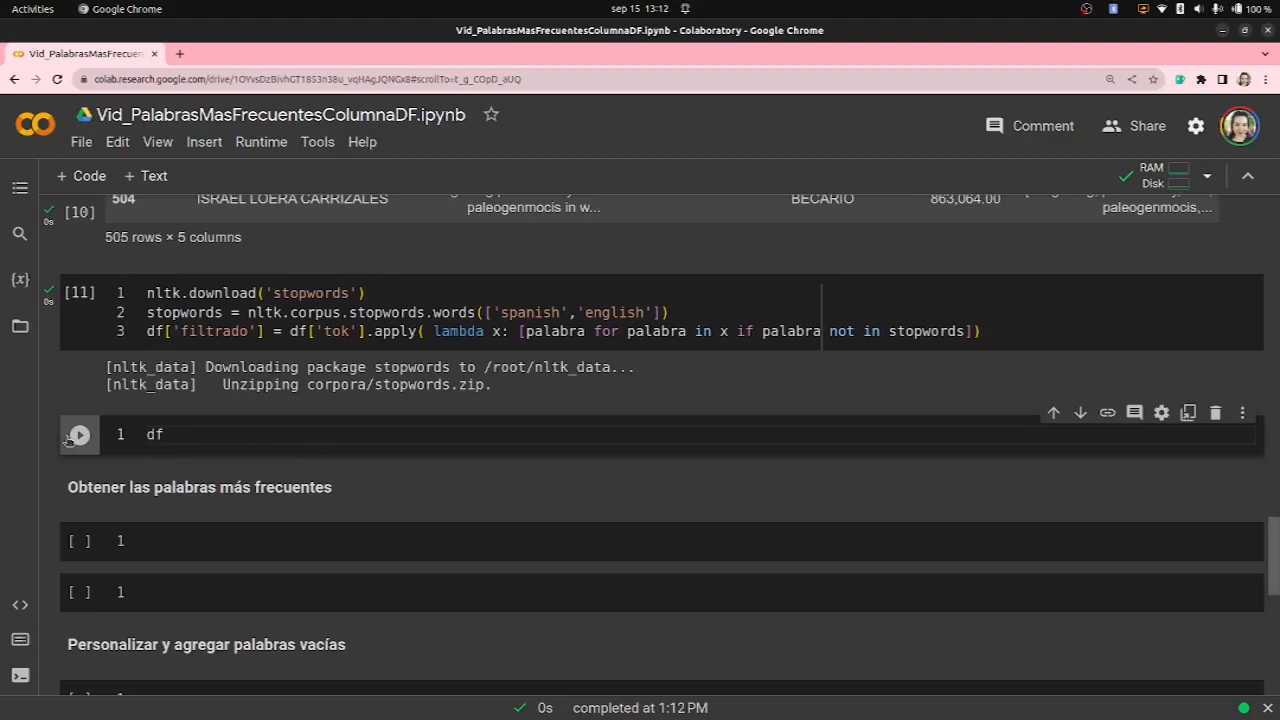 Activities
Google Chrome
sep 15 13:12
100 %
Vid_PalabrasMasFrecuentesColumnaDF.ipynb - Colaboratory - Google Chrome
Vid_PalabrasMasFrecuen
colab.research.google.com/drive/1OYvsDzBivhGT1853n38u_vqHAgJQNGx8#scrollTo=t_g_COpD_aUQ
Vid_PalabrasMasFrecuentesColumnaDF.ipynb
Comment
Share
File Edit View Insert Runtime Tools Help
+ Code + Text
RAM
Disk
504 ISRAEL LOERA CARRIZALES BECARIO 863,064.00
[10] paleogenmocis in w... paleogenmocis,...
0s
505 rows × 5 columns
[11] 1 nltk.download('stopwords')
0s
2 stopwords = nltk.corpus.stopwords.words(['spanish','english'])
3 df['filtrado'] = df['tok'].apply( lambda x: [palabra for palabra in x if palabra not in stopwords])
[nltk_data] Downloading package stopwords to /root/nltk_data...
[nltk_data] Unzipping corpora/stopwords.zip.
1 df
Obtener las palabras más frecuentes
[ ] 1
[ ] 1
Personalizar y agregar palabras vacías
0s completed at 1:12 PM